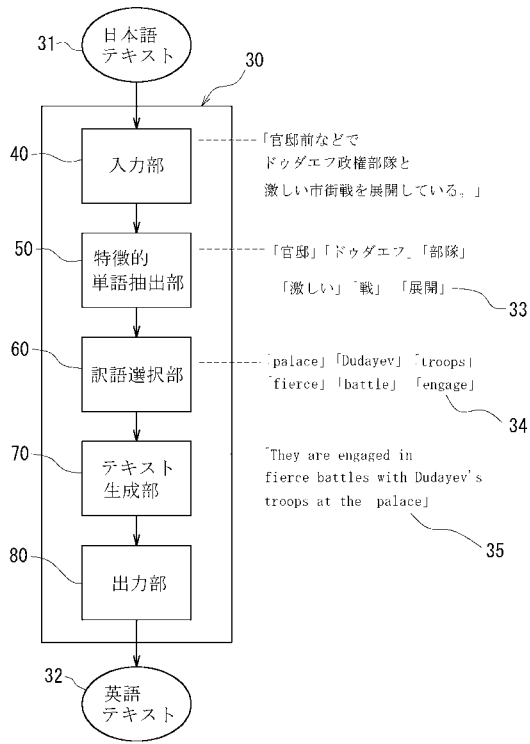 31
日本語
テキスト
30
40
入力部
「官邸前などで
ドゥダエフ政権部隊と
激しい市街戦を展開している。」
50
特徴的
単語抽出部
「官邸」「ドゥダエフ」「部隊」
「激しい」「戦」「展開」
33
60
訳語選択部
「palace」「Dudayev」「troops」
「fierce」「battle」「engage」
34
70
テキスト
生成部
「They are engaged in
fierce battles with Dudayev's
troops at the palace」
35
80
出力部
32
英語
テキスト